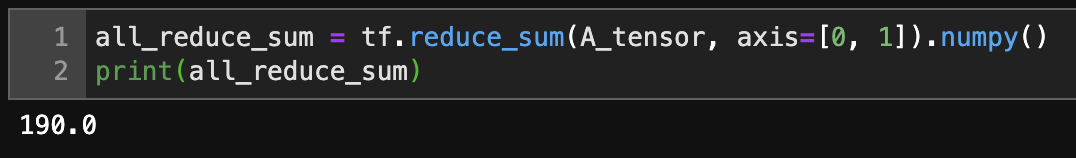 1 all_reduce_sum = tf.reduce_sum(A_tensor, axis=[0, 1]).numpy()
2 print(all_reduce_sum)
190.0